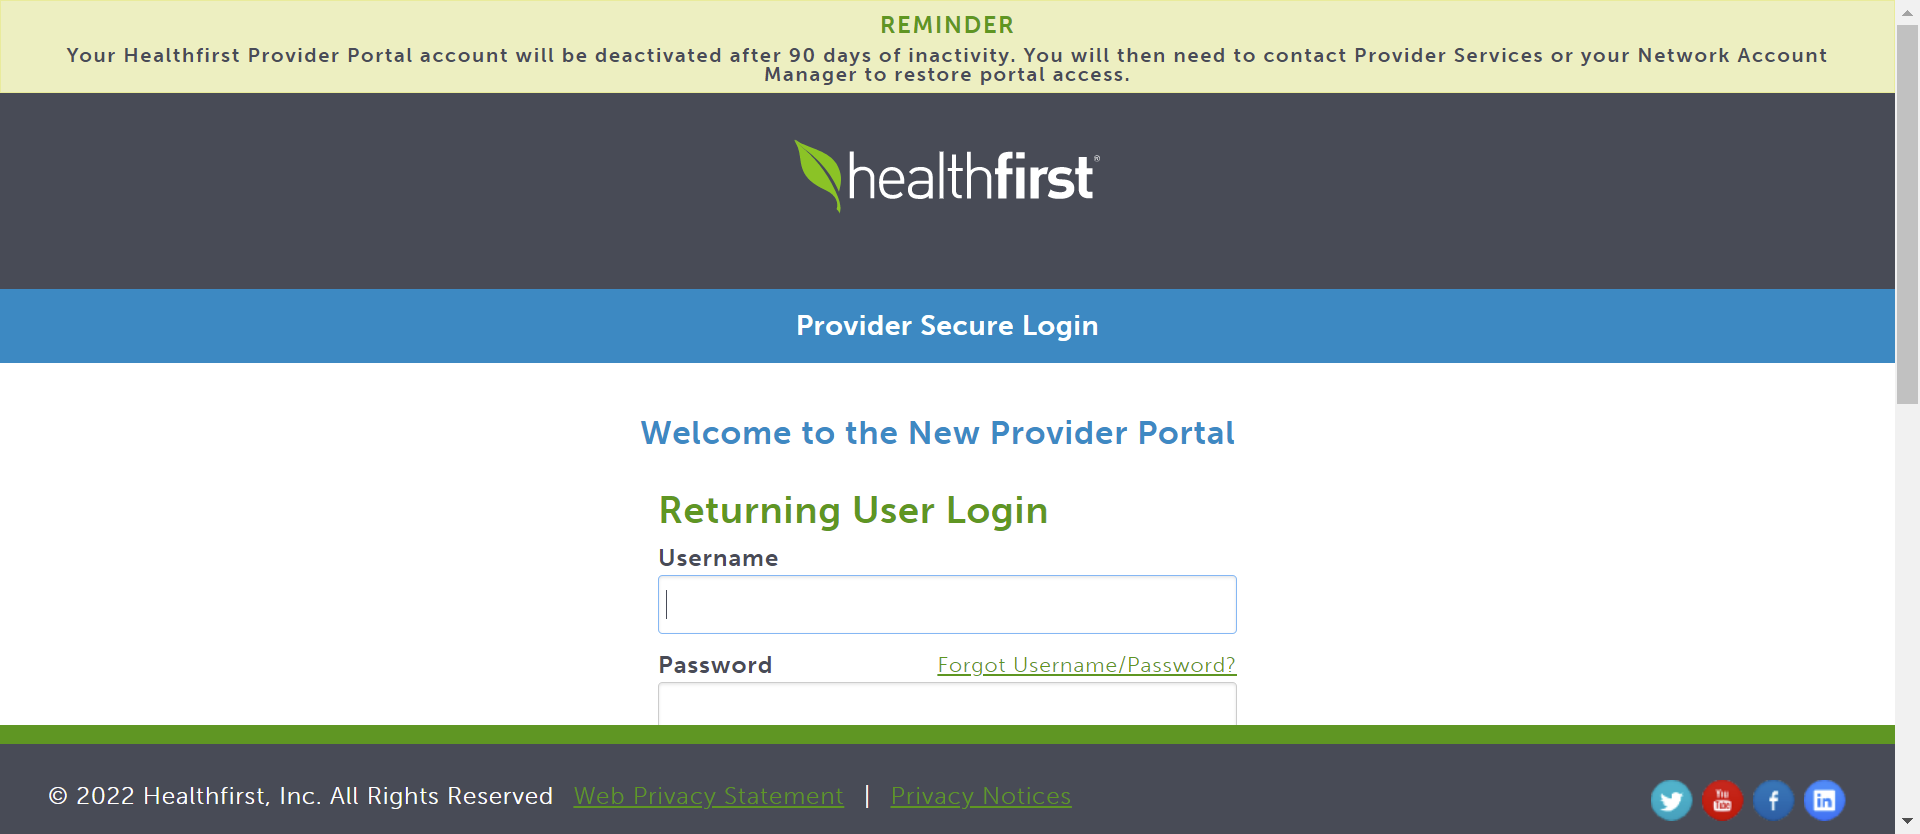 REMINDER
Your Healthfirst Provider Portal account will be deactivated after 90 days of inactivity. You will then need to contact Provider Services or your Network Account
Manager to restore portal access.
healthfirst®
Provider Secure Login
Welcome to the New Provider Portal
Returning User Login
Username
Password Forgot Username/Password?
© 2022 Healthfirst, Inc. All Rights Reserved Web Privacy Statement | Privacy Notices
You Tube f in